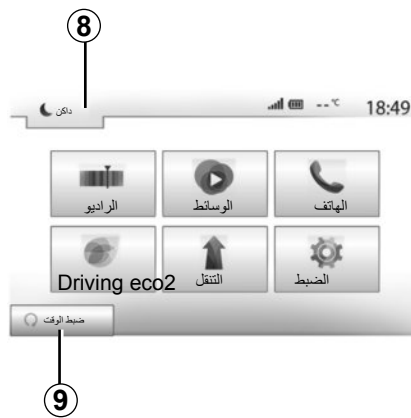 8
داكن
--°C 18:49
الراديو
الوسائط
الهاتف
Driving eco2
التنقل
الضبط
ضبط الوقت
9